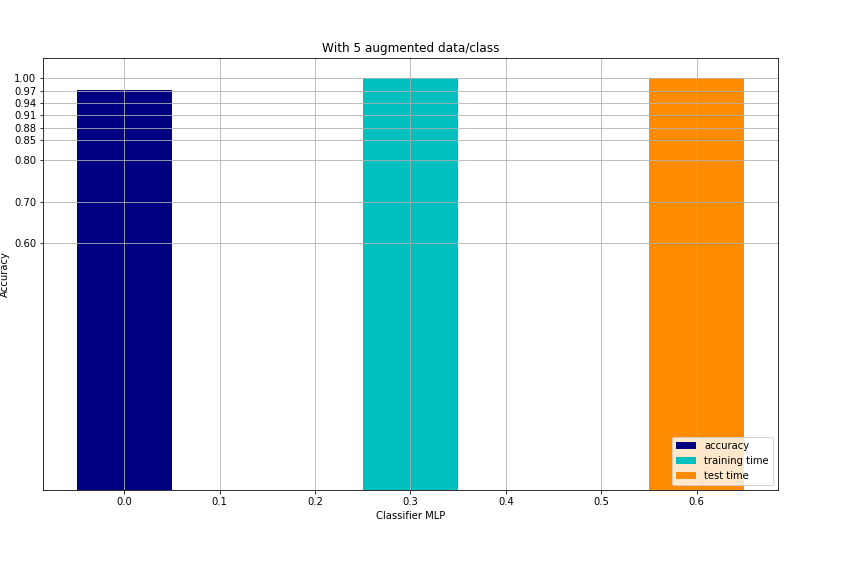 With 5 augmented data/class
1.00
0.97
0.94
0.91
0.88
0.85
0.80
0.70
0.60
Accuracy
accuracy
training time
test time
0.0 0.1 0.2 0.3 0.4 0.5 0.6
Classifier MLP